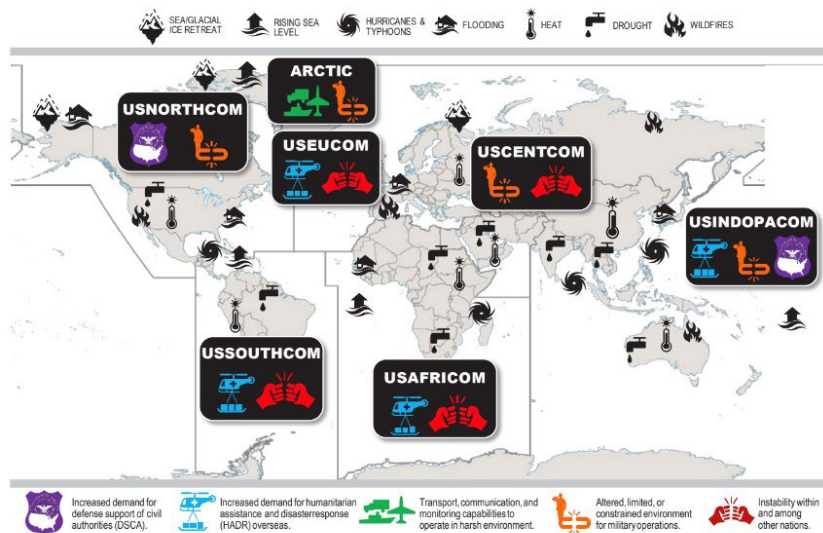 SEA/GLACIAL
ICE RETREAT
RISING SEA
LEVEL
HURRICANES &
TYPHOONS
FLOODING
HEAT
DROUGHT
WILDFIRES
ARCTIC
USNORTHCOM
USEUCOM
USCENTCOM
USINDOPACOM
USSOUTHCOM
USAFRICOM
Increased demand for
defense support of civil
authorities (DSCA).
Increased demand for humanitarian
assistance and disasterresponse
(HADR) overseas.
Transport, communication, and
monitoring capabilities to
operate in harsh environment.
Altered, limited, or
constrained environment
for military operations.
Instability within
and among
other nations.